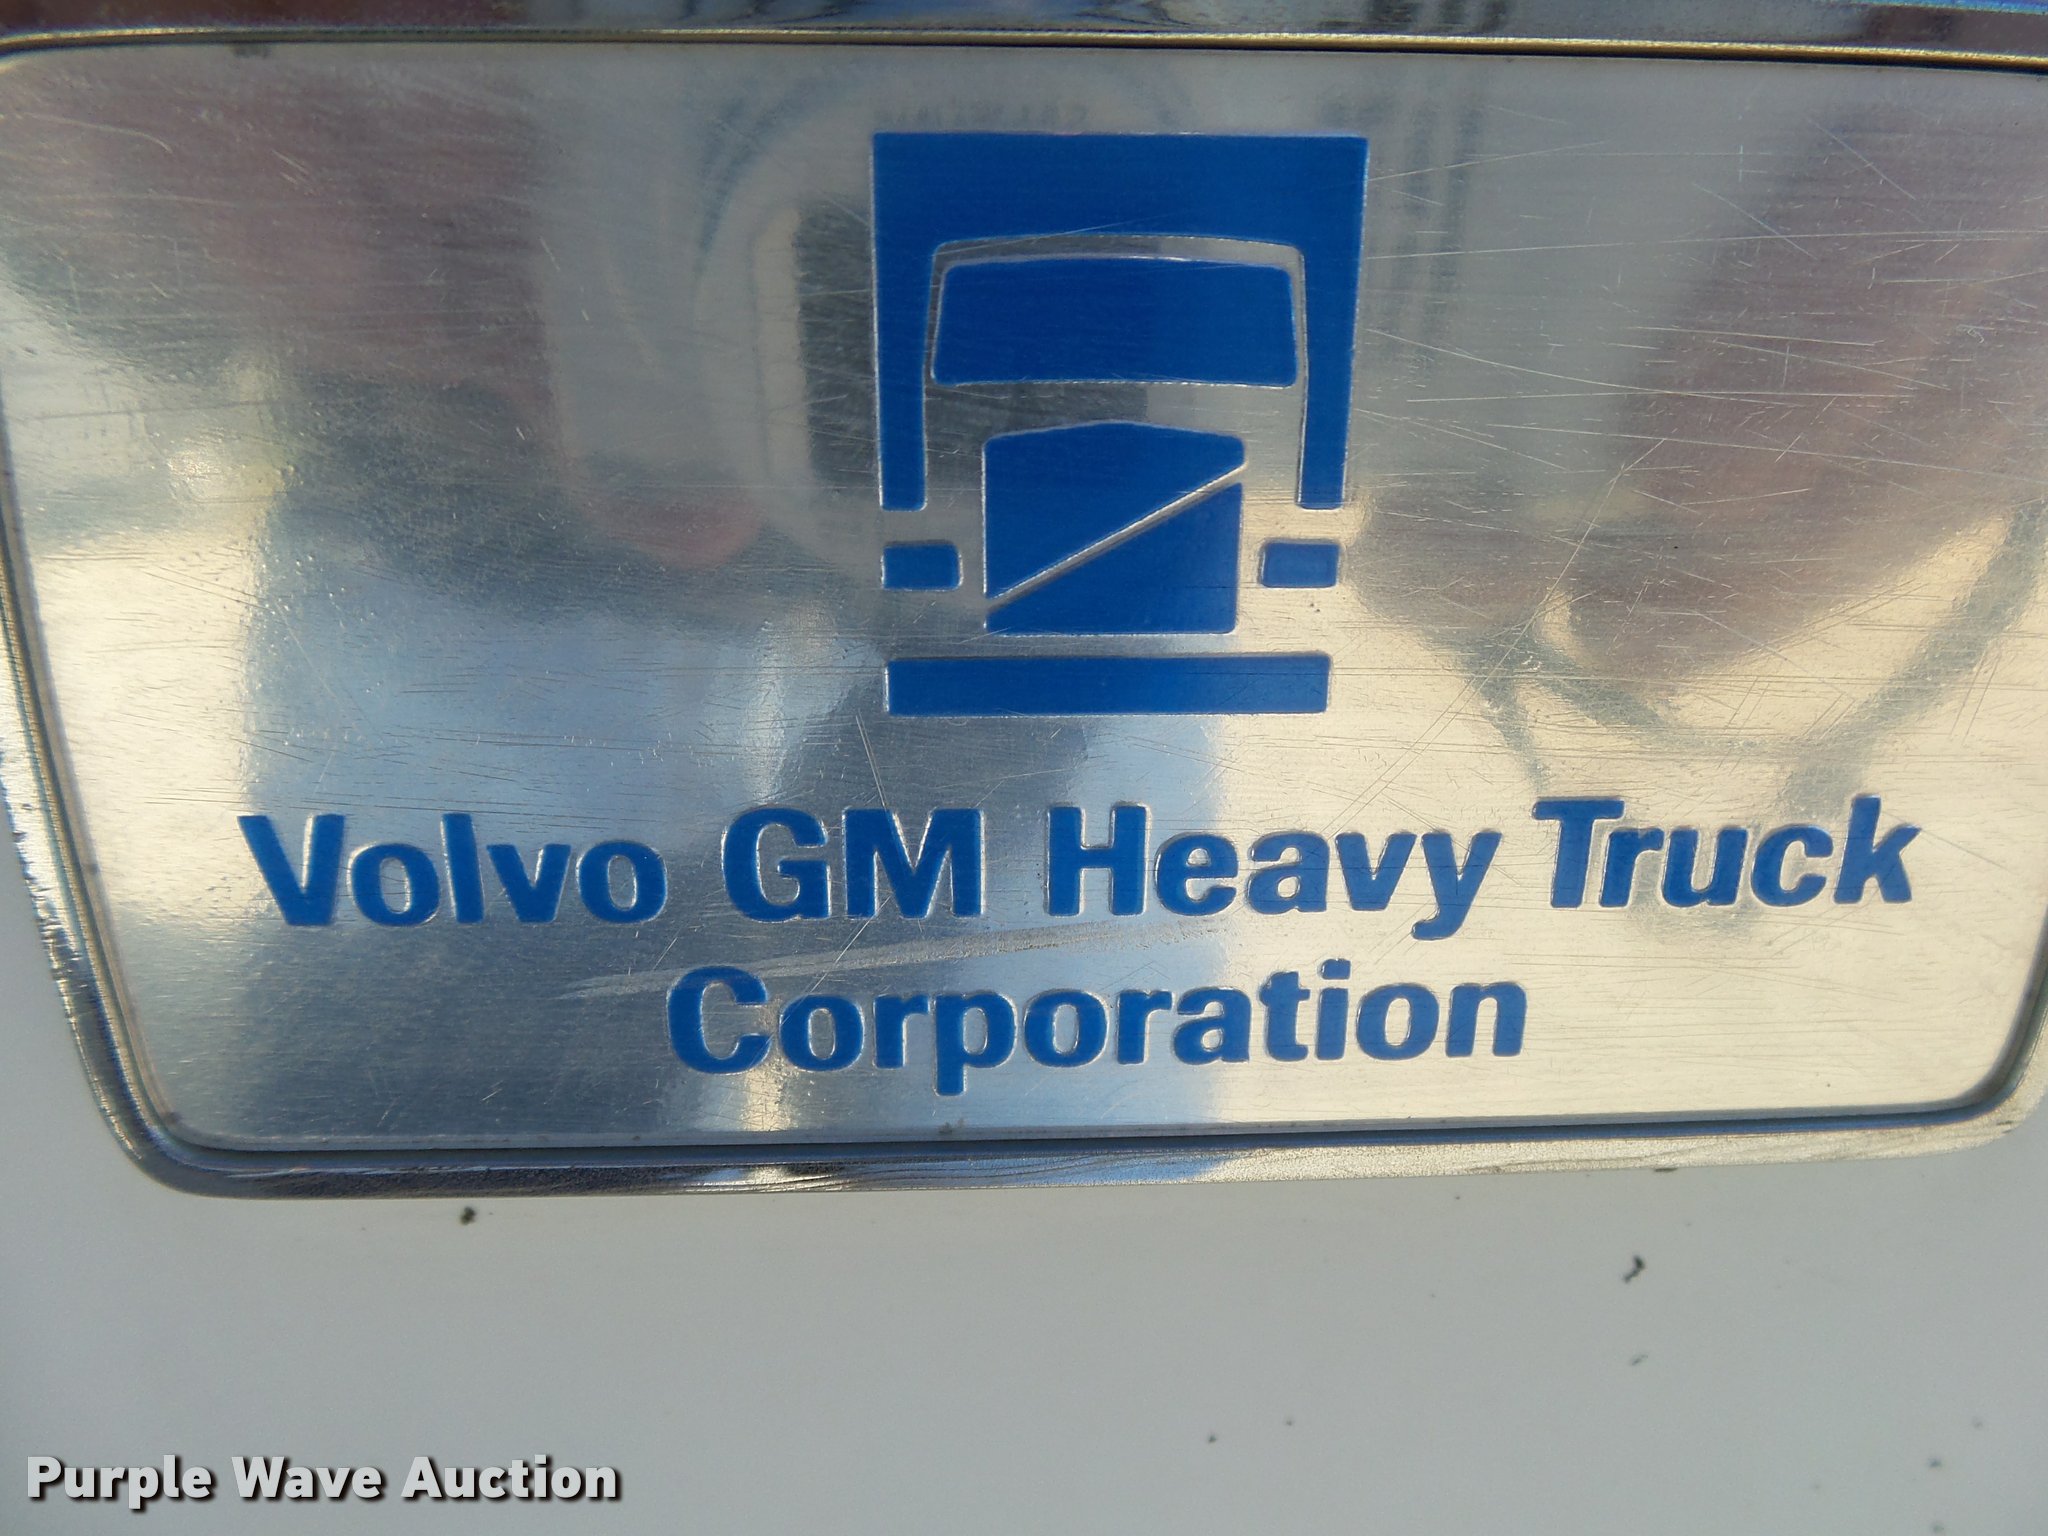 Volvo GM Heavy Truck
Corporation
Purple Wave Auction